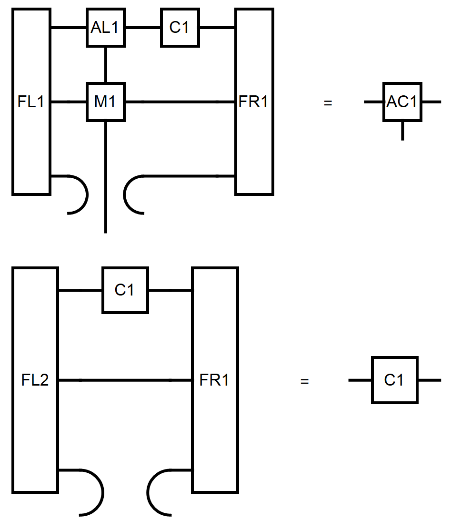 AL1 C1
FL1 M1 FR1 = AC1
C1
FL2 FR1 = C1